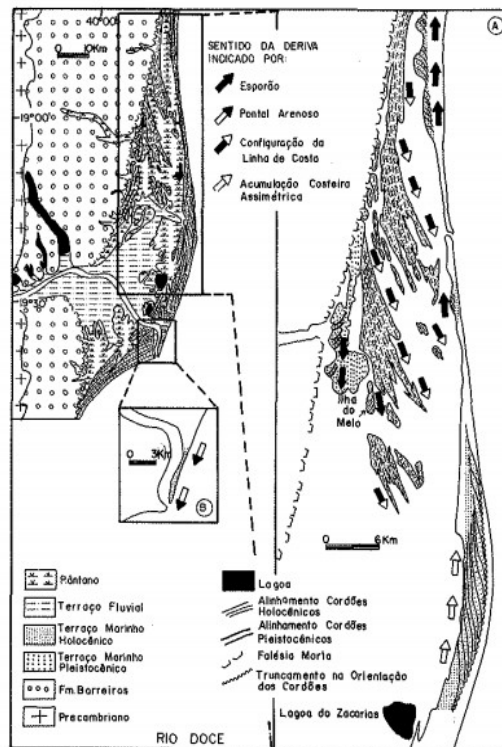 A
40°00'
0 10Km
19°00'
19°30'
SENTIDO DA DERIVA
INDICADO POR:
Esporão
Pontal Arenoso
Configuração da
Linha de Costa
Acumulação Costeira
Assimétrica
Ilha
do
Melo
0 6Km
0 3Km
B
Pântano
Terraço Fluvial
Terraço Marinho
Holocênico
Terraço Marinho
Pleistocênico
Fm. Barreiras
Precambriano
Lagoa
Alinhamento Cordões
Holocênicos
Alinhamento Cordões
Pleistocênicos
Falésia Morta
Truncamento na Orientação
dos Cordões
Lagoa do Zacarias
RIO DOCE